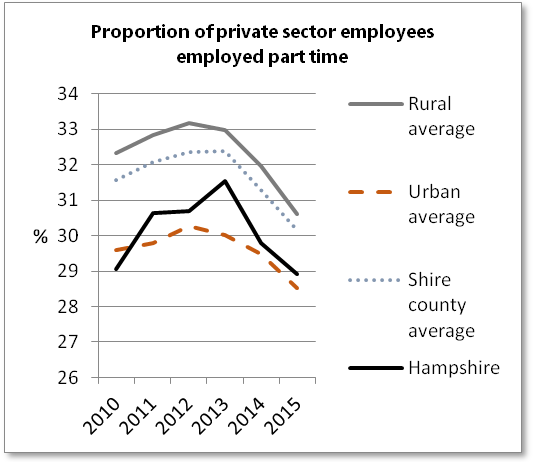 Proportion of private sector employees
employed part time
34
33
32
31
30
29
28
27
26
%
2010
2011
2012
2013
2014
2015
Rural
average
Urban
average
Shire
county
average
Hampshire